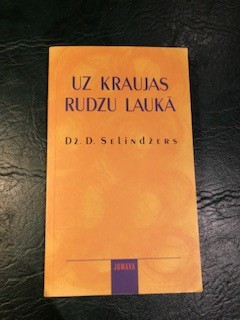 UZ KRAUJAS
RUDZU LAUKĀ
Dž. D. Selindžers
JUMAVA